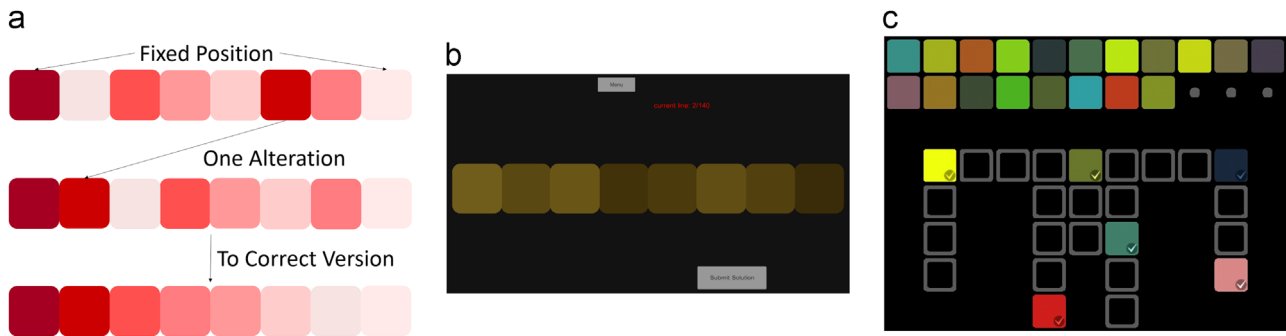 a
Fixed Position
One Alteration
To Correct Version
b
Menu
current line: 2/140
Submit Solution
c